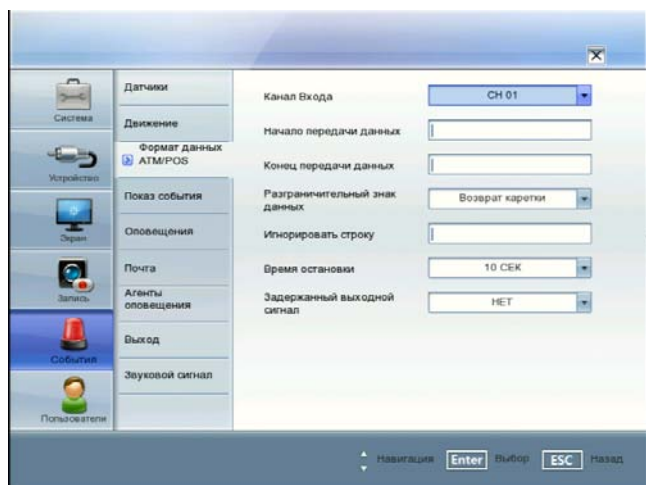 Система
Устройство
Экран
Запись
События
Пользователи
Датчики
Движение
Формат данных
ATM/POS
Показ события
Оповещения
Почта
Агенты
оповещения
Выход
Звуковой сигнал
Канал Входа
CH 01
Начало передачи данных
Конец передачи данных
Разграничительный знак
данных
Возврат каретки
Игнорировать строку
Время остановки
10 СЕК
Задержанный выходной
сигнал
НЕТ
Навигация Enter Выбор ESC Назад